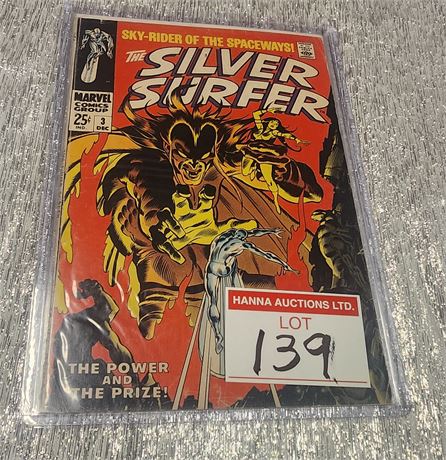 SKY-RIDER OF THE SPACEWAYS!
THE SILVER
SURFER
MARVEL
COMICS
GROUP
25¢
IND.
3
DEC
HANNA AUCTIONS LTD.
LOT
139
THE POWER
AND
THE PRIZE!